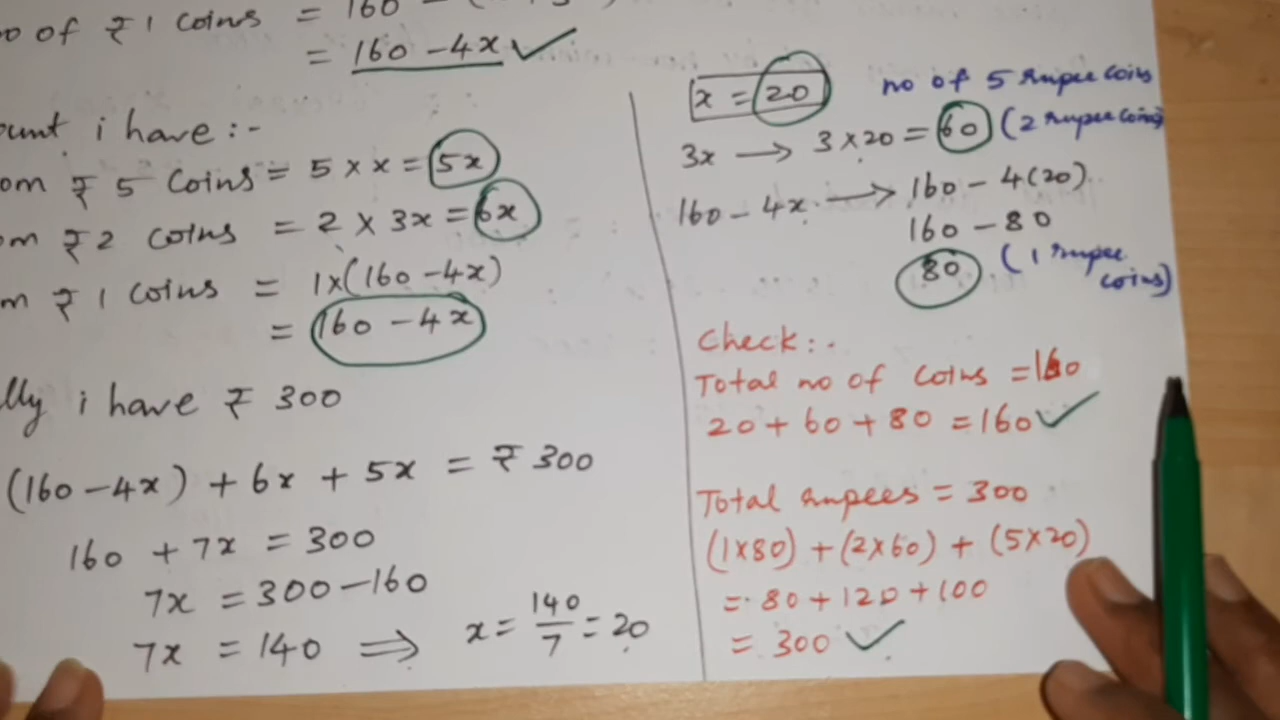 no of ₹ 1 coins = 160
= 160 - 4x ✓
ount i have :-
om ₹ 5 coins = 5 × x = 5x
om ₹ 2 coins = 2 × 3x = 6x
m ₹ 1 coins = 1×(160 - 4x)
= 160 - 4x
lly i have ₹ 300
(160 - 4x) + 6x + 5x = ₹ 300
160 + 7x = 300
7x = 300 - 160
7x = 140 ⟹ x = 140/7 = 20
x = 20 no of 5 rupee coins
3x → 3 × 20 = 60 (2 rupee coins)
160 - 4x → 160 - 4(20)
160 - 80
80 (1 rupee coins)
Check :-
Total no of coins = 160
20 + 60 + 80 = 160 ✓
Total rupees = 300
(1×80) + (2×60) + (5×20)
= 80 + 120 + 100
= 300 ✓